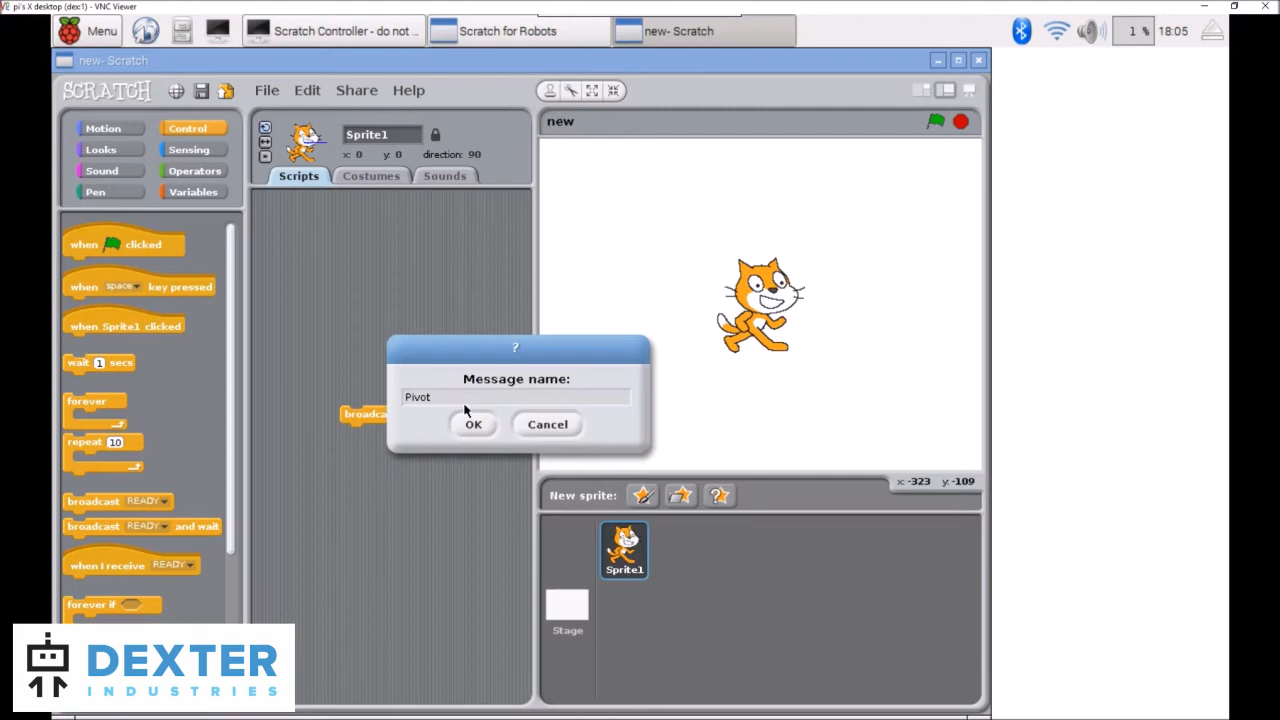 pi's X desktop (dex:1) - VNC Viewer
Menu
Scratch Controller - do not ...
Scratch for Robots
new- Scratch
1 %
18:05
new- Scratch
SCRATCH
File Edit Share Help
Motion Control
Looks Sensing
Sound Operators
Pen Variables
Sprite1
x: 0 y: 0 direction: 90
Scripts Costumes Sounds
new
when clicked
when space key pressed
when Sprite1 clicked
wait 1 secs
forever
repeat 10
broadcast READY
broadcast READY and wait
when I receive READY
forever if
broadca
?
Message name:
Pivot
OK Cancel
x: -323 y: -109
New sprite:
Sprite1
Stage
DEXTER
INDUSTRIES